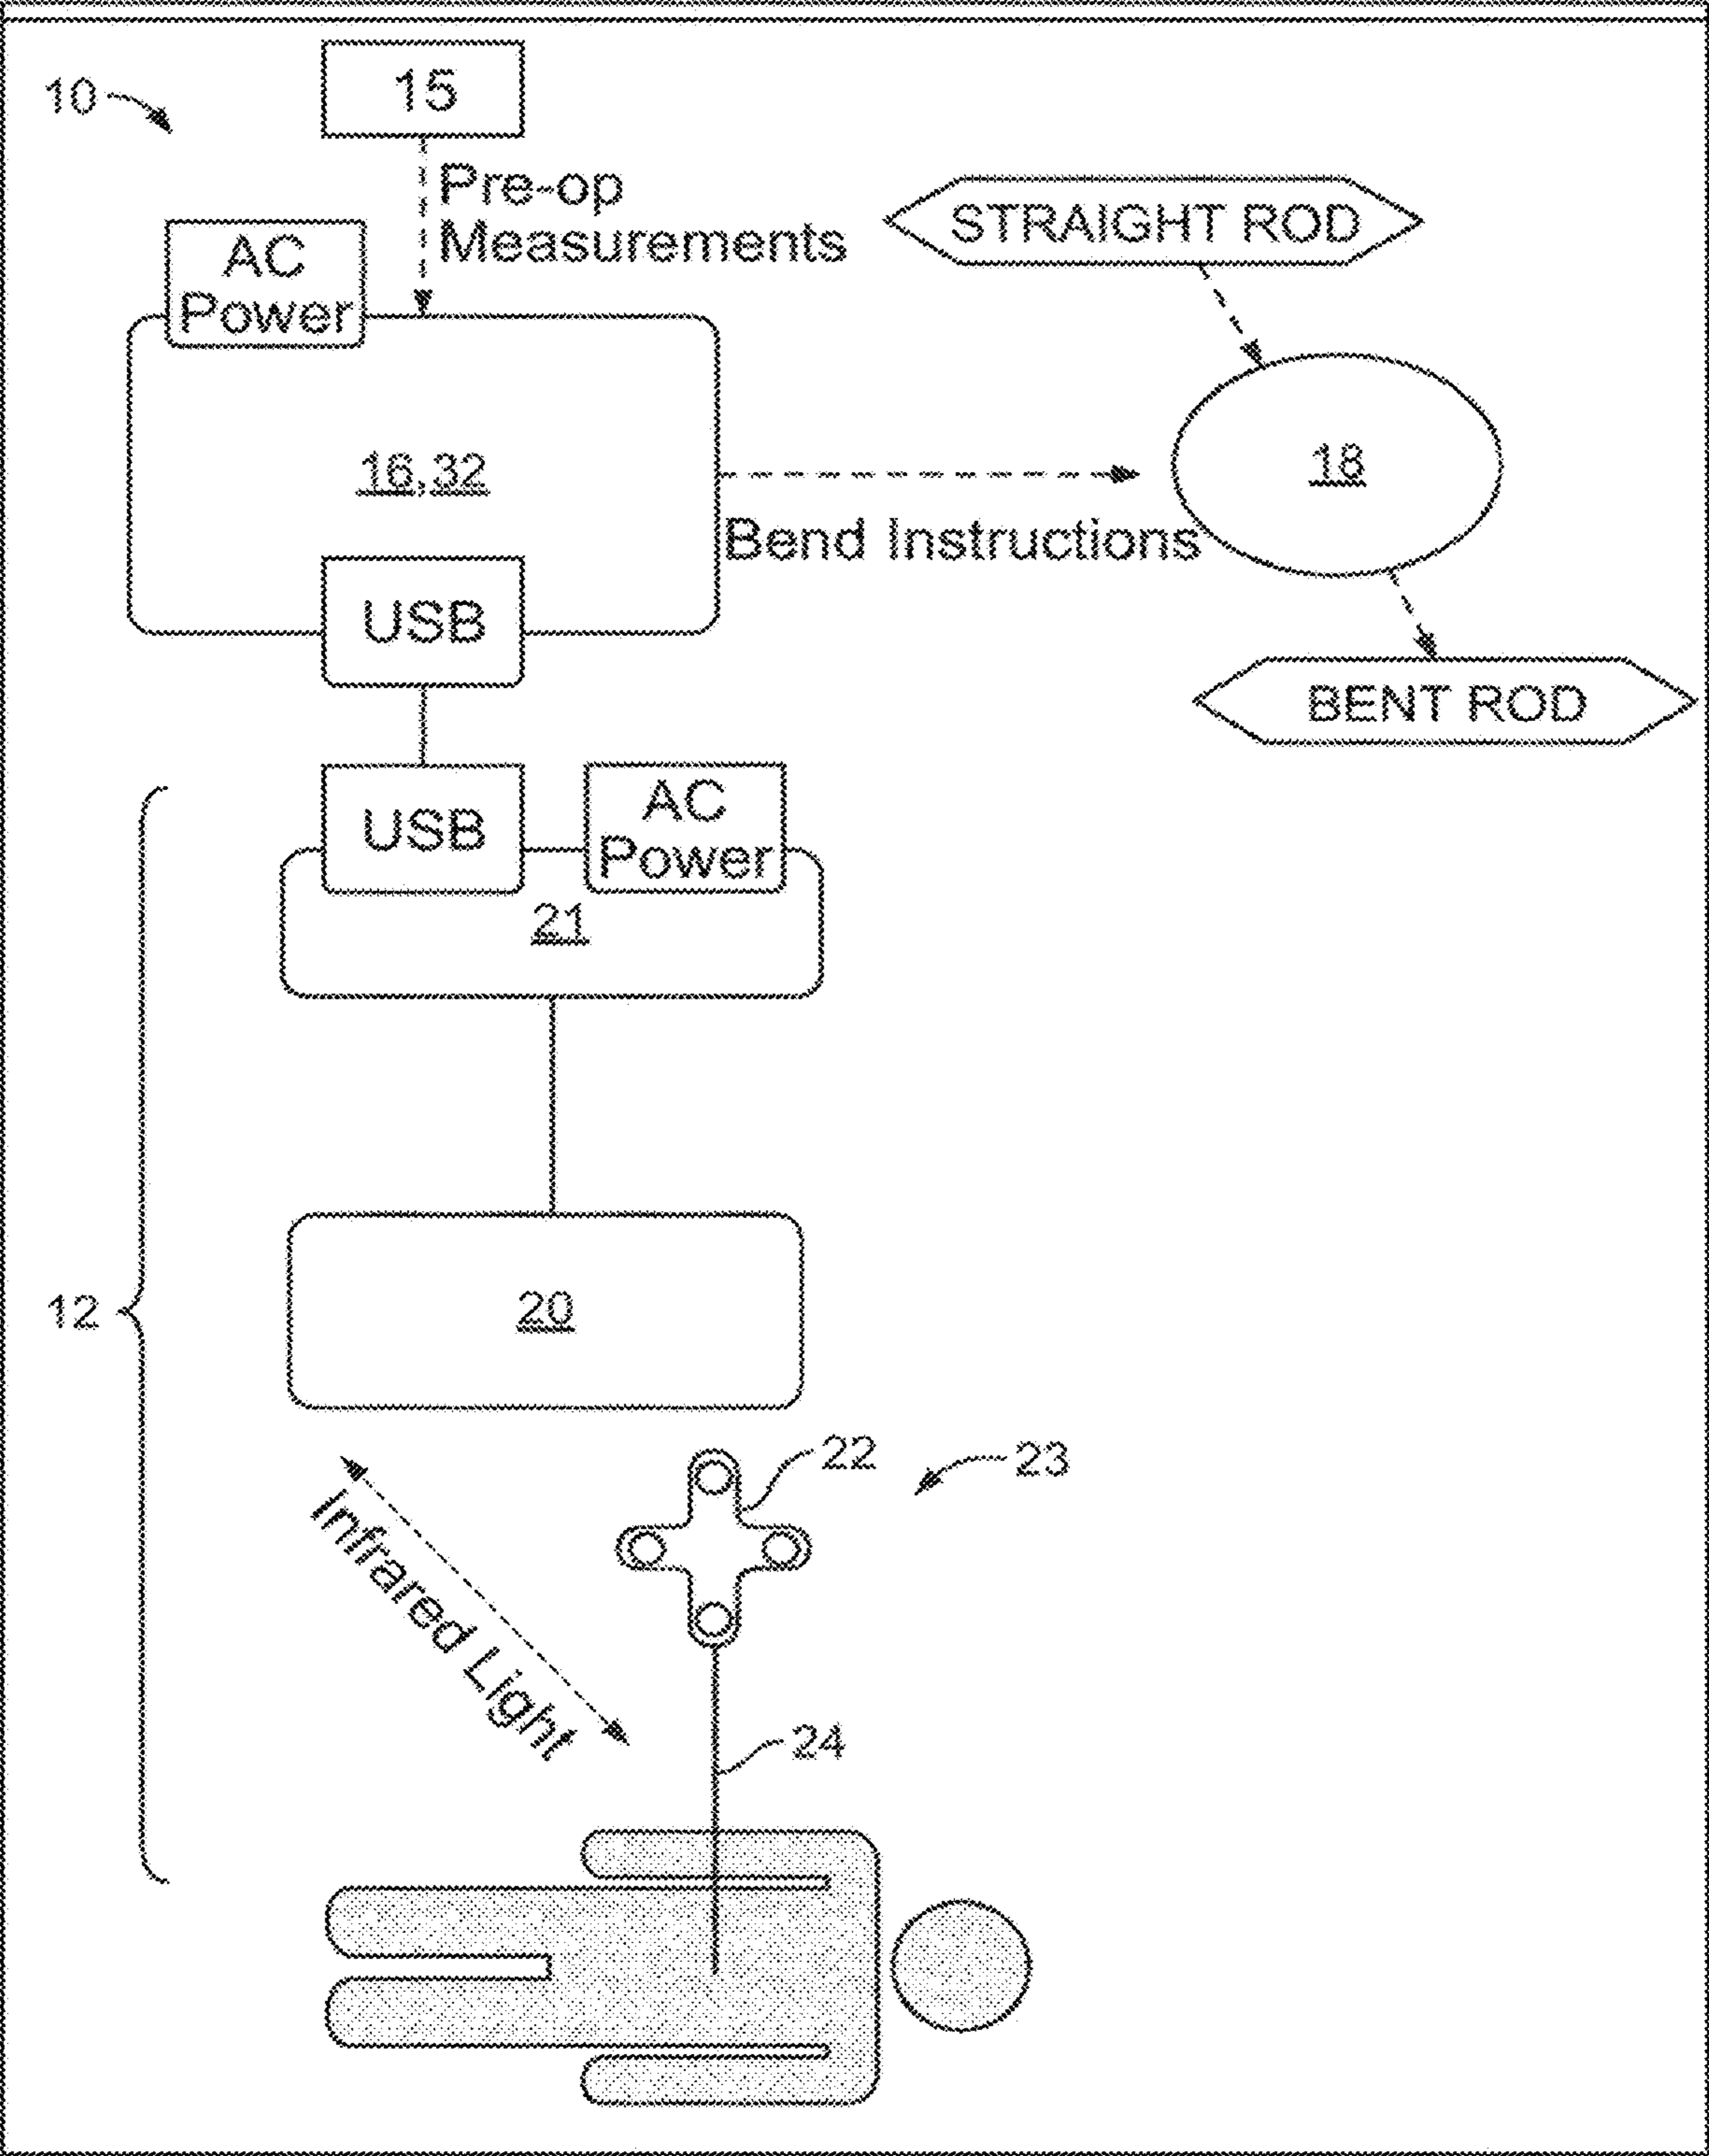 10
15
Pre-op
Measurements
STRAIGHT ROD
AC
Power
16,32
18
Bend Instructions
USB
BENT ROD
USB
AC
Power
21
12
20
22
23
Infrared Light
24